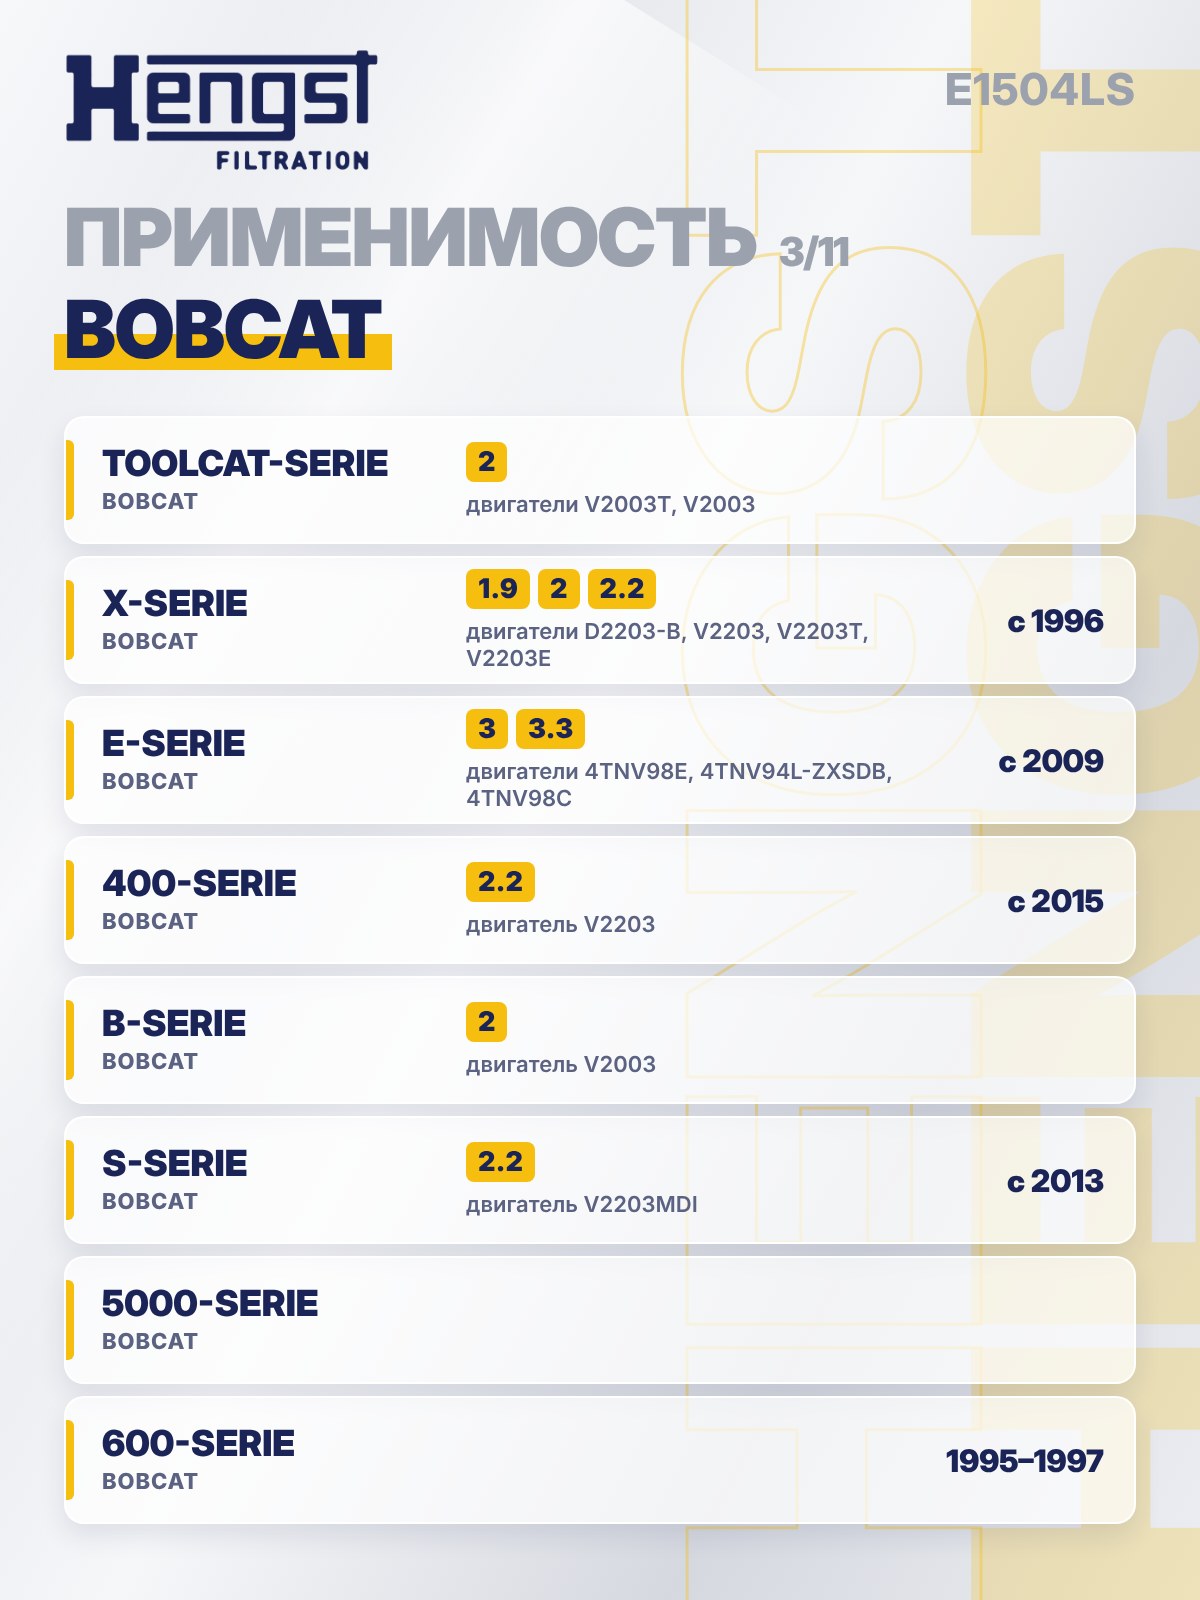 Hengst
FILTRATION
E1504LS
ПРИМЕНИМОСТЬ 3/11
BOBCAT
TOOLCAT-SERIE
BOBCAT
2
двигатели V2003T, V2003
X-SERIE
BOBCAT
1.9 2 2.2
двигатели D2203-B, V2203, V2203T,
V2203E
с 1996
E-SERIE
BOBCAT
3 3.3
двигатели 4TNV98E, 4TNV94L-ZXSDB,
4TNV98C
с 2009
400-SERIE
BOBCAT
2.2
двигатель V2203
с 2015
B-SERIE
BOBCAT
2
двигатель V2003
S-SERIE
BOBCAT
2.2
двигатель V2203MDI
с 2013
5000-SERIE
BOBCAT
600-SERIE
BOBCAT
1995–1997
HENGST
HENGST